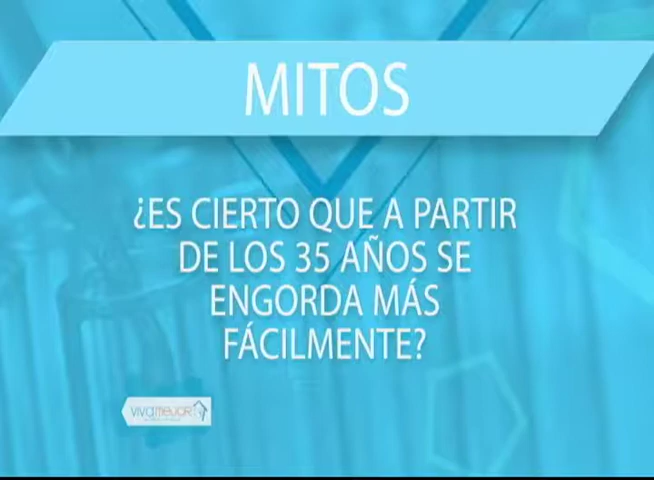 MITOS
¿ES CIERTO QUE A PARTIR
DE LOS 35 AÑOS SE
ENGORDA MÁS
FÁCILMENTE?
vivamejor